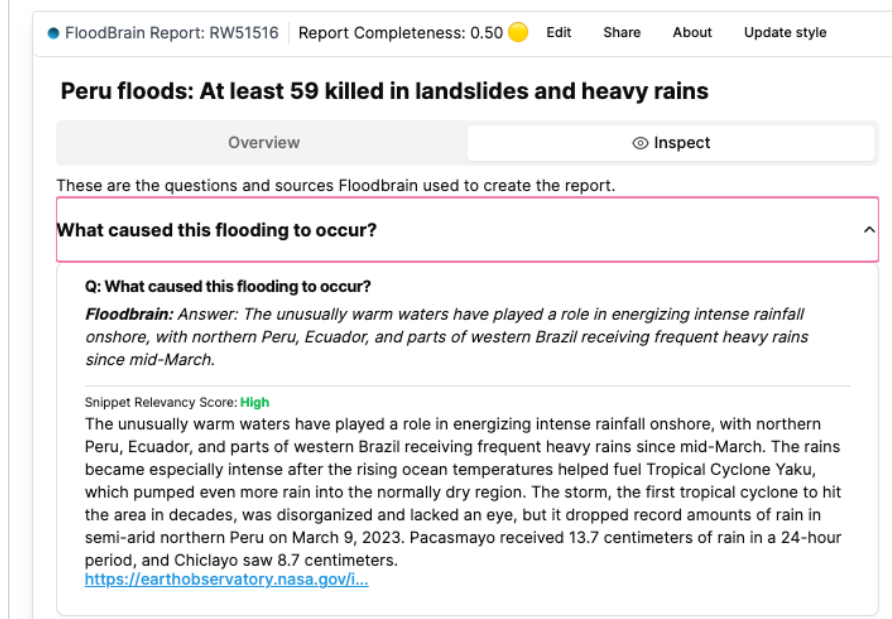 FloodBrain Report: RW51516 Report Completeness: 0.50 Edit Share About Update style
Peru floods: At least 59 killed in landslides and heavy rains
Overview Inspect
These are the questions and sources Floodbrain used to create the report.
What caused this flooding to occur?
Q: What caused this flooding to occur?
Floodbrain: Answer: The unusually warm waters have played a role in energizing intense rainfall
onshore, with northern Peru, Ecuador, and parts of western Brazil receiving frequent heavy rains
since mid-March.
Snippet Relevancy Score: High
The unusually warm waters have played a role in energizing intense rainfall onshore, with northern
Peru, Ecuador, and parts of western Brazil receiving frequent heavy rains since mid-March. The rains
became especially intense after the rising ocean temperatures helped fuel Tropical Cyclone Yaku,
which pumped even more rain into the normally dry region. The storm, the first tropical cyclone to hit
the area in decades, was disorganized and lacked an eye, but it dropped record amounts of rain in
semi-arid northern Peru on March 9, 2023. Pacasmayo received 13.7 centimeters of rain in a 24-hour
period, and Chiclayo saw 8.7 centimeters.
https://earthobservatory.nasa.gov/i...